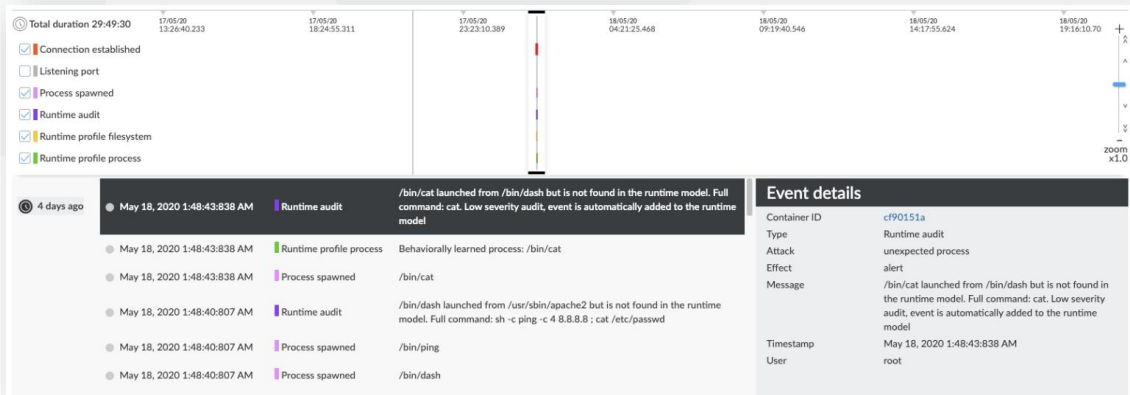 Total duration 29:49:30
17/05/20
13:26:40.233
17/05/20
18:24:55.311
17/05/20
23:23:10.389
18/05/20
04:21:25.468
18/05/20
09:19:40.546
18/05/20
14:17:55.624
18/05/20
19:16:10.70
+
Connection established
Listening port
Process spawned
Runtime audit
Runtime profile filesystem
Runtime profile process
−
zoom
x1.0
4 days ago
May 18, 2020 1:48:43:838 AM
Runtime audit
/bin/cat launched from /bin/dash but is not found in the runtime model. Full
command: cat. Low severity audit, event is automatically added to the runtime
model
May 18, 2020 1:48:43:838 AM
Runtime profile process
Behaviorally learned process: /bin/cat
May 18, 2020 1:48:43:838 AM
Process spawned
/bin/cat
May 18, 2020 1:48:40:807 AM
Runtime audit
/bin/dash launched from /usr/sbin/apache2 but is not found in the runtime
model. Full command: sh -c ping -c 4 8.8.8.8 ; cat /etc/passwd
May 18, 2020 1:48:40:807 AM
Process spawned
/bin/ping
May 18, 2020 1:48:40:807 AM
Process spawned
/bin/dash
Event details
Container ID
cf90151a
Type
Runtime audit
Attack
unexpected process
Effect
alert
Message
/bin/cat launched from /bin/dash but is not found in
the runtime model. Full command: cat. Low severity
audit, event is automatically added to the runtime
model
Timestamp
May 18, 2020 1:48:43:838 AM
User
root